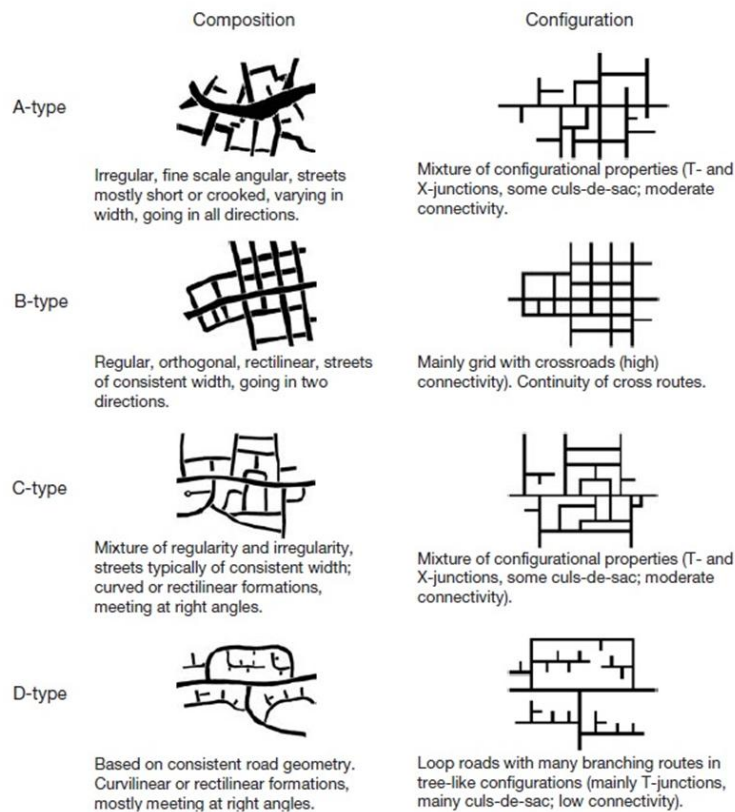 Composition
Configuration
A-type
Irregular, fine scale angular, streets
mostly short or crooked, varying in
width, going in all directions.
Mixture of configurational properties (T- and
X-junctions, some culs-de-sac; moderate
connectivity.
B-type
Regular, orthogonal, rectilinear, streets
of consistent width, going in two
directions.
Mainly grid with crossroads (high)
connectivity). Continuity of cross routes.
C-type
Mixture of regularity and irregularity,
streets typically of consistent width;
curved or rectilinear formations,
meeting at right angles.
Mixture of configurational properties (T- and
X-junctions, some culs-de-sac; moderate
connectivity).
D-type
Based on consistent road geometry.
Curvilinear or rectilinear formations,
mostly meeting at right angles.
Loop roads with many branching routes in
tree-like configurations (mainly T-junctions,
mainy culs-de-sac; low connectivity).